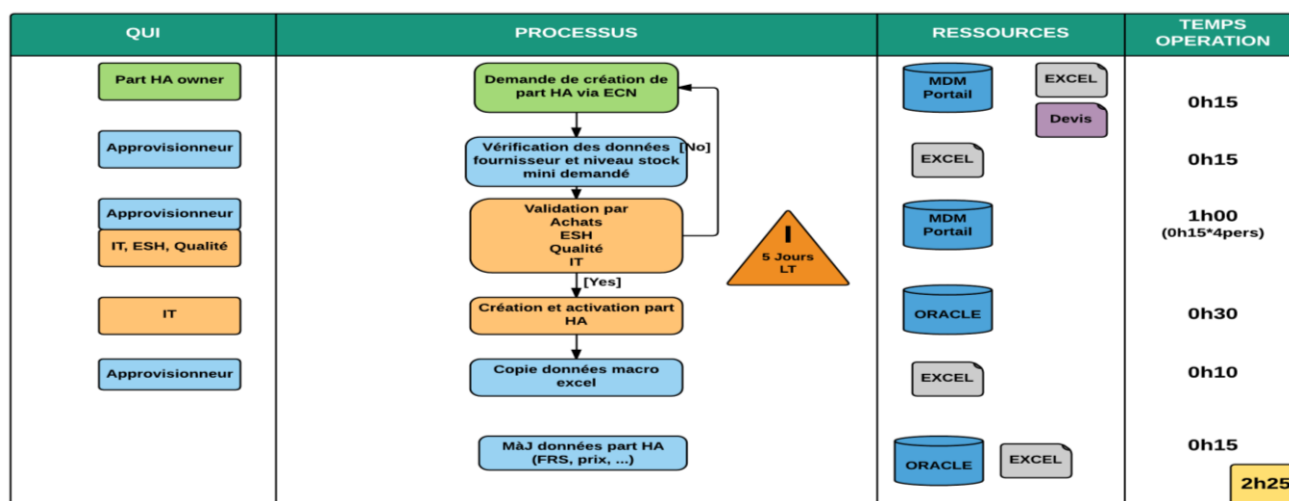 QUI
PROCESSUS
RESSOURCES
TEMPS
OPERATION
Part HA owner
Demande de création de
part HA via ECN
MDM
Portail
EXCEL
Devis
0h15
Approvisionneur
Vérification des données
fournisseur et niveau stock
mini demandé
[No]
EXCEL
0h15
Approvisionneur
IT, ESH, Qualité
Validation par
Achats
ESH
Qualité
IT
I
5 Jours
LT
MDM
Portail
1h00
(0h15*4pers)
[Yes]
IT
Création et activation part
HA
ORACLE
0h30
Approvisionneur
Copie données macro
excel
EXCEL
0h10
MàJ données part HA
(FRS, prix, ...)
ORACLE
EXCEL
0h15
2h25